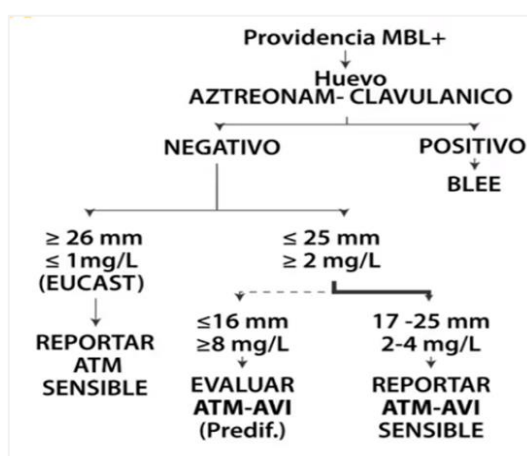 Providencia MBL+
Huevo
AZTREONAM- CLAVULANICO
NEGATIVO
POSITIVO
BLEE
≥ 26 mm
≤ 1mg/L
(EUCAST)
REPORTAR
ATM
SENSIBLE
≤ 25 mm
≥ 2 mg/L
≤16 mm
≥8 mg/L
EVALUAR
ATM-AVI
(Predif.)
17 -25 mm
2-4 mg/L
REPORTAR
ATM-AVI
SENSIBLE